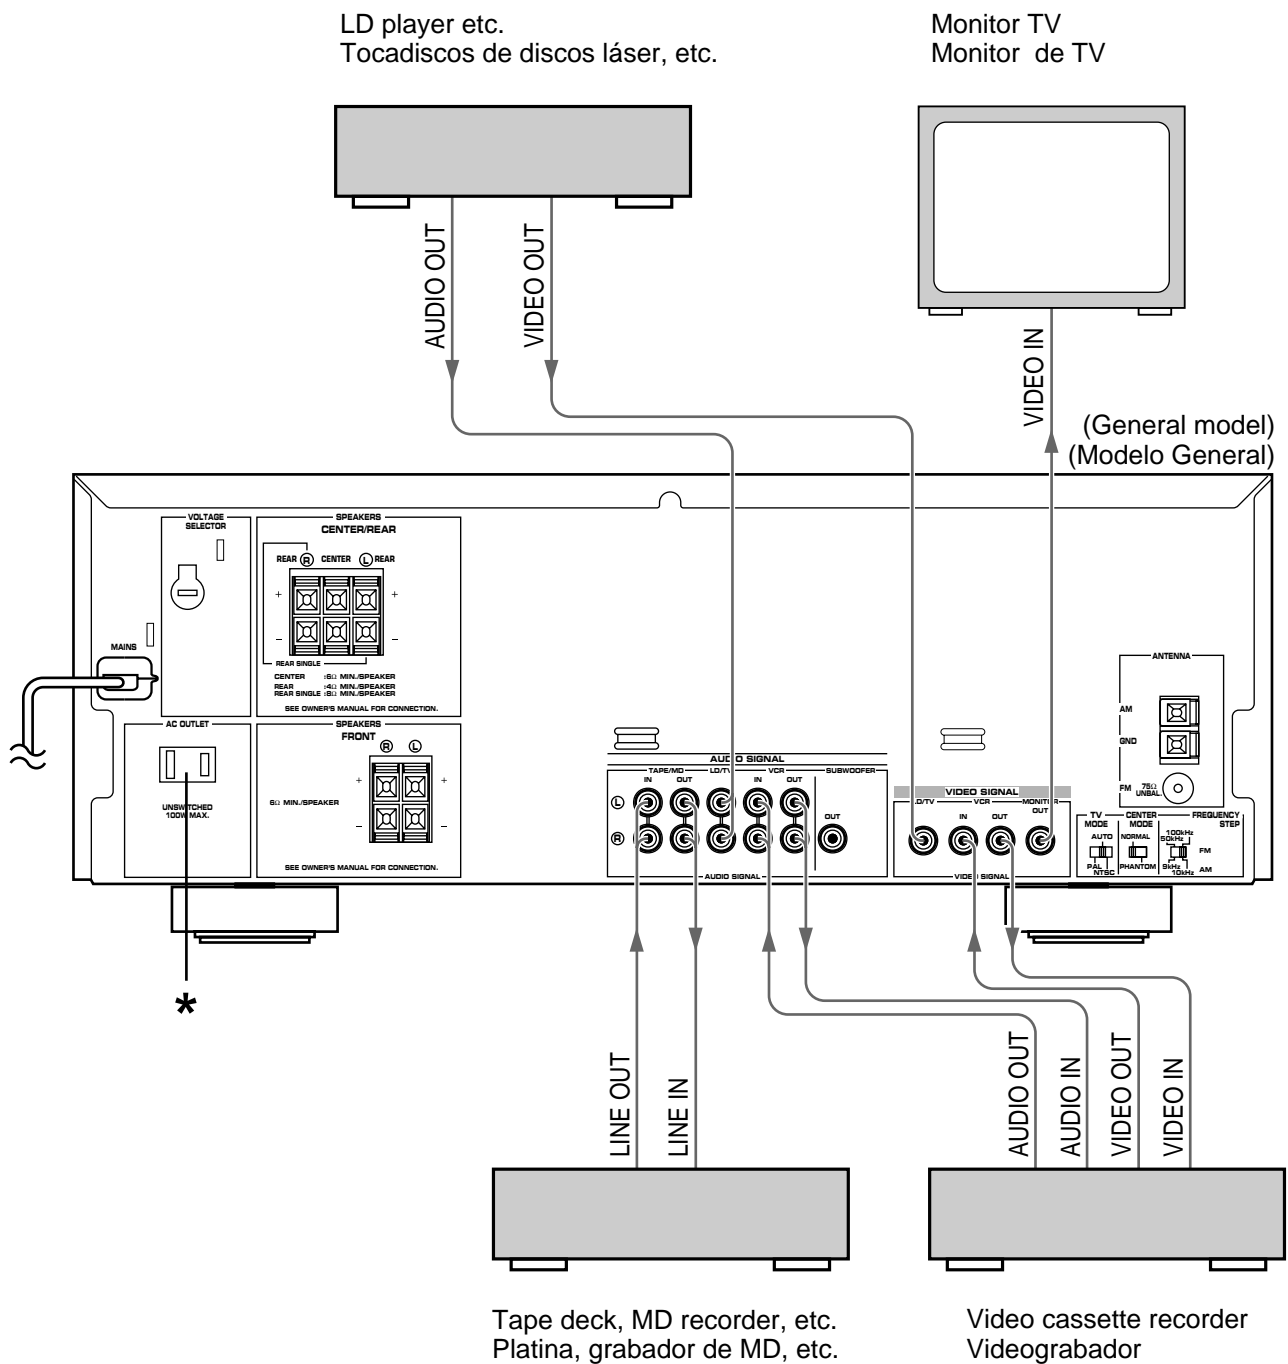 LD player etc.
Tocadiscos de discos láser, etc.
Monitor TV
Monitor de TV
AUDIO OUT
VIDEO OUT
VIDEO IN
(General model)
(Modelo General)
VOLTAGE
SELECTOR
SPEAKERS
CENTER/REAR
REAR R CENTER L REAR
+ +
– –
REAR SINGLE
CENTER :6Ω MIN./SPEAKER
REAR :4Ω MIN./SPEAKER
REAR SINGLE :8Ω MIN./SPEAKER
SEE OWNER'S MANUAL FOR CONNECTION.
MAINS
AC OUTLET
UNSWITCHED
100W MAX.
SPEAKERS
FRONT
R L
+ +
– –
6Ω MIN./SPEAKER
SEE OWNER'S MANUAL FOR CONNECTION.
AUDIO SIGNAL
TAPE/MD LD/TV VCR SUBWOOFER
IN OUT IN OUT
L
R
OUT
AUDIO SIGNAL
VIDEO SIGNAL
LD/TV VCR MONITOR
OUT
IN OUT
VIDEO SIGNAL
ANTENNA
AM
GND
FM 75Ω
UNBAL.
TV
MODE
AUTO
PAL
NTSC
CENTER
MODE
NORMAL
PHANTOM
FREQUENCY
STEP
100kHz
50kHz
FM
9kHz
10kHz
AM
*
LINE OUT
LINE IN
AUDIO OUT
AUDIO IN
VIDEO OUT
VIDEO IN
Tape deck, MD recorder, etc.
Platina, grabador de MD, etc.
Video cassette recorder
Videograbador